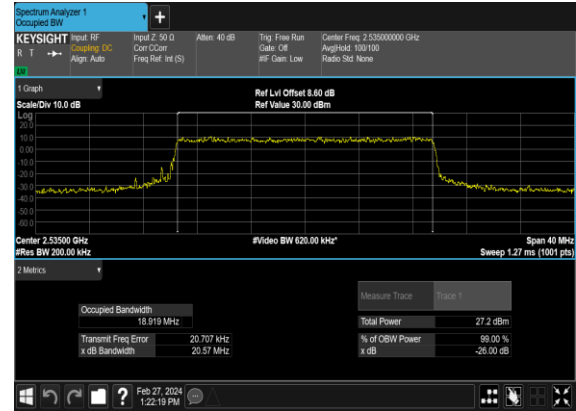 Spectrum Analyzer 1
Occupied BW
KEYSIGHT Input: RF Input Z: 50 Ω Atten: 40 dB Trig: Free Run Center Freq: 2.535000000 GHz
R T Coupling: DC Corr CCorr Gate: Off Avg|Hold: 100/100
Align: Auto Freq Ref: Int (S) #IF Gain: Low Radio Std: None
LV
1 Graph Ref Lvl Offset 8.60 dB
Scale/Div 10.0 dB Ref Value 30.00 dBm
Log
20.0
10.0
0.00
-10.0
-20.0
-30.0
-40.0
-50.0
-60.0
Center 2.53500 GHz #Video BW 620.00 kHz* Span 40 MHz
#Res BW 200.00 kHz Sweep 1.27 ms (1001 pts)
2 Metrics
Measure Trace Trace 1
Occupied Bandwidth
18.919 MHz Total Power 27.2 dBm
Transmit Freq Error 20.707 kHz % of OBW Power 99.00 %
x dB Bandwidth 20.57 MHz x dB -26.00 dB
Feb 27, 2024
1:22:19 PM